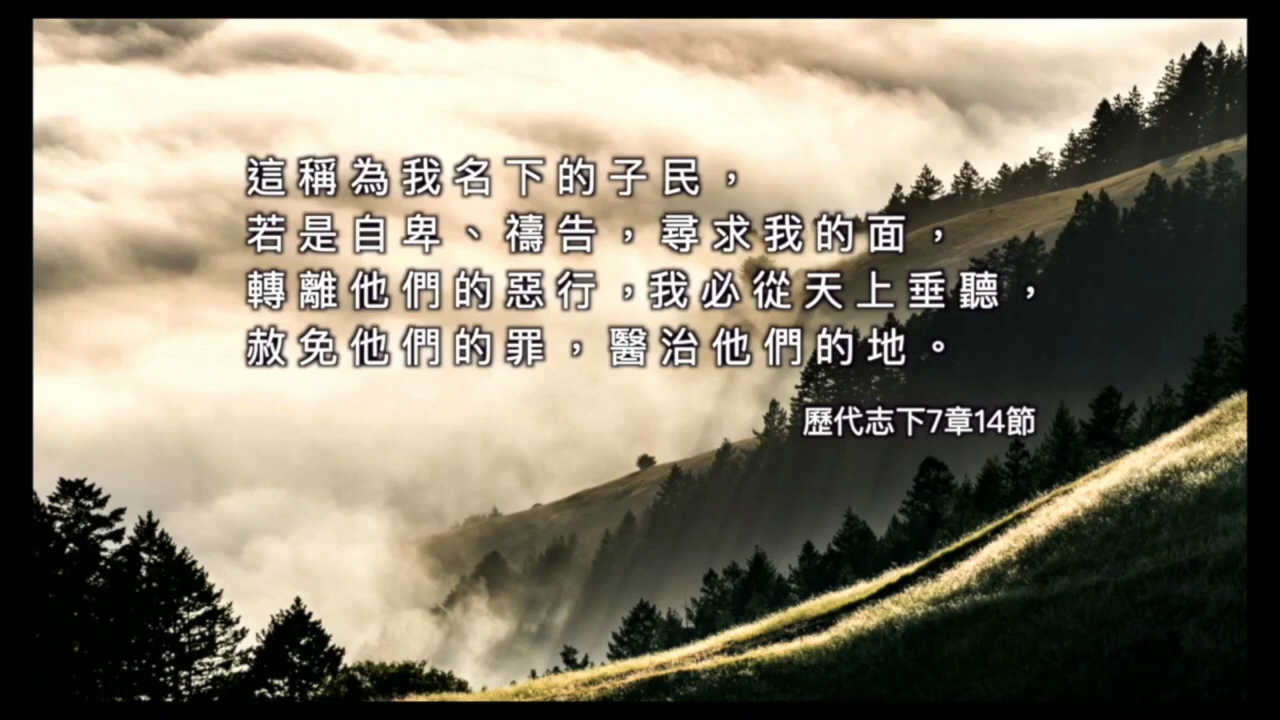 這稱為我名下的子民，
若是自卑、禱告，尋求我的面，
轉離他們的惡行，我必從天上垂聽，
赦免他們的罪，醫治他們的地。
歷代志下7章14節